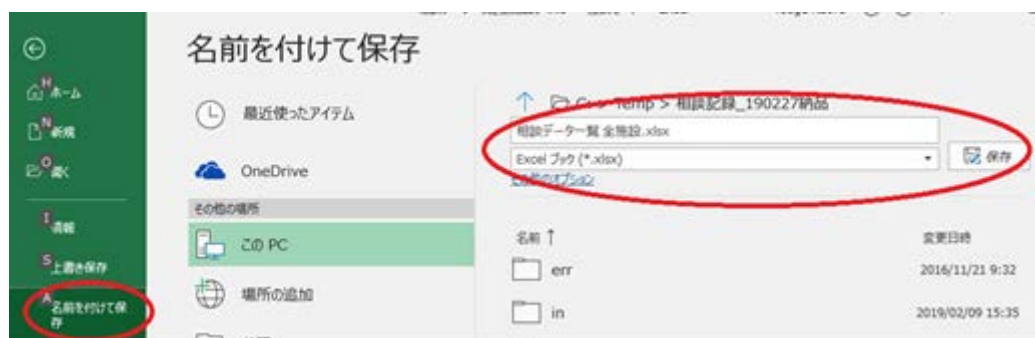 名前を付けて保存
H
ホーム
N
新規
O
開く
I
情報
S
上書き保存
A
名前を付けて保
存
最近使ったアイテム
OneDrive
その他の場所
この PC
場所の追加
C: > Temp > 相談記録_190227納品
相談データ一覧 全施設.xlsx
Excel ブック (*.xlsx)
保存
その他のオプション
名前 ↑
変更日時
err
2016/11/21 9:32
in
2019/02/09 15:35